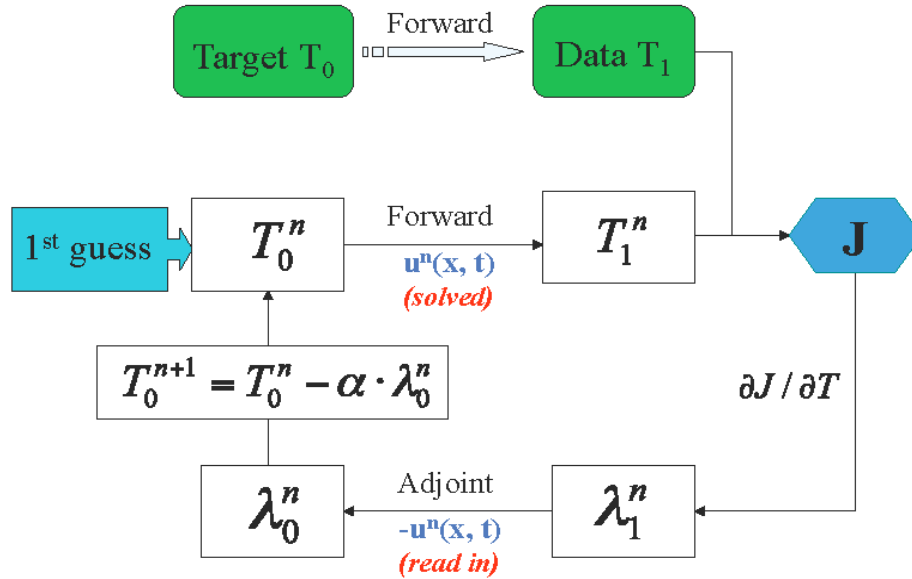 Forward
Target T₀
Data T₁
1ˢᵗ guess
T₀ⁿ
Forward
uⁿ(x, t)
(solved)
T₁ⁿ
J
T₀ⁿ⁺¹ = T₀ⁿ − α · λ₀ⁿ
∂J / ∂T
λ₀ⁿ
Adjoint
-uⁿ(x, t)
(read in)
λ₁ⁿ